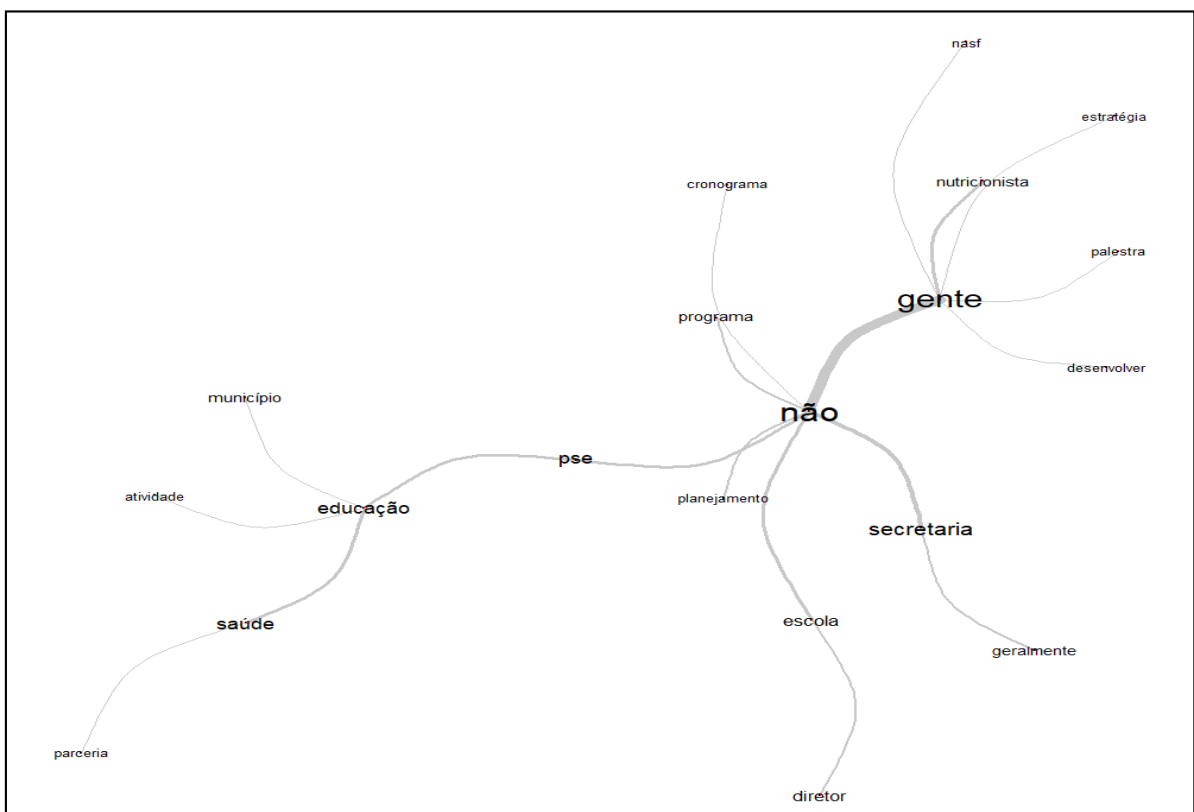 nasf
estratégia
nutricionista
cronograma
palestra
gente
programa
desenvolver
município
não
pse
atividade
planejamento
educação
secretaria
saúde
escola
geralmente
parceria
diretor